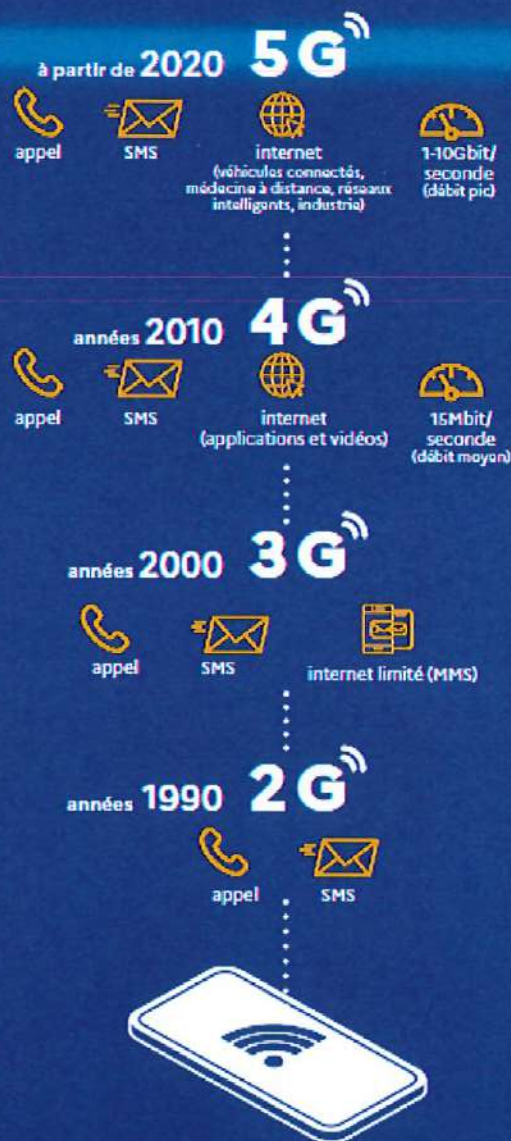 à partir de 2020 5G
appel
SMS
internet
(véhicules connectés,
médecine à distance, réseaux
intelligents, industrie)
1-10Gbit/
seconde
(débit pic)
années 2010 4G
appel
SMS
internet
(applications et vidéos)
15Mbit/
seconde
(débit moyen)
années 2000 3G
appel
SMS
internet limité (MMS)
années 1990 2G
appel
SMS